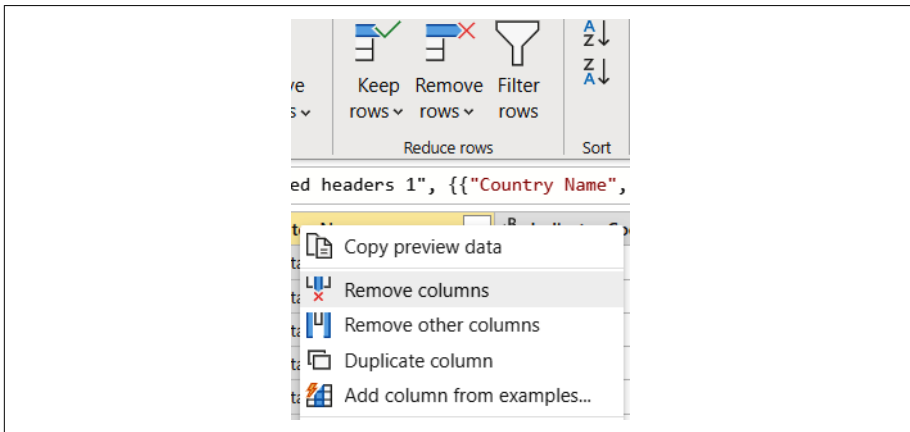 Keep Remove Filter
rows rows rows
Reduce rows Sort
ed headers 1", {{"Country Name",
Copy preview data
Remove columns
Remove other columns
Duplicate column
Add column from examples...